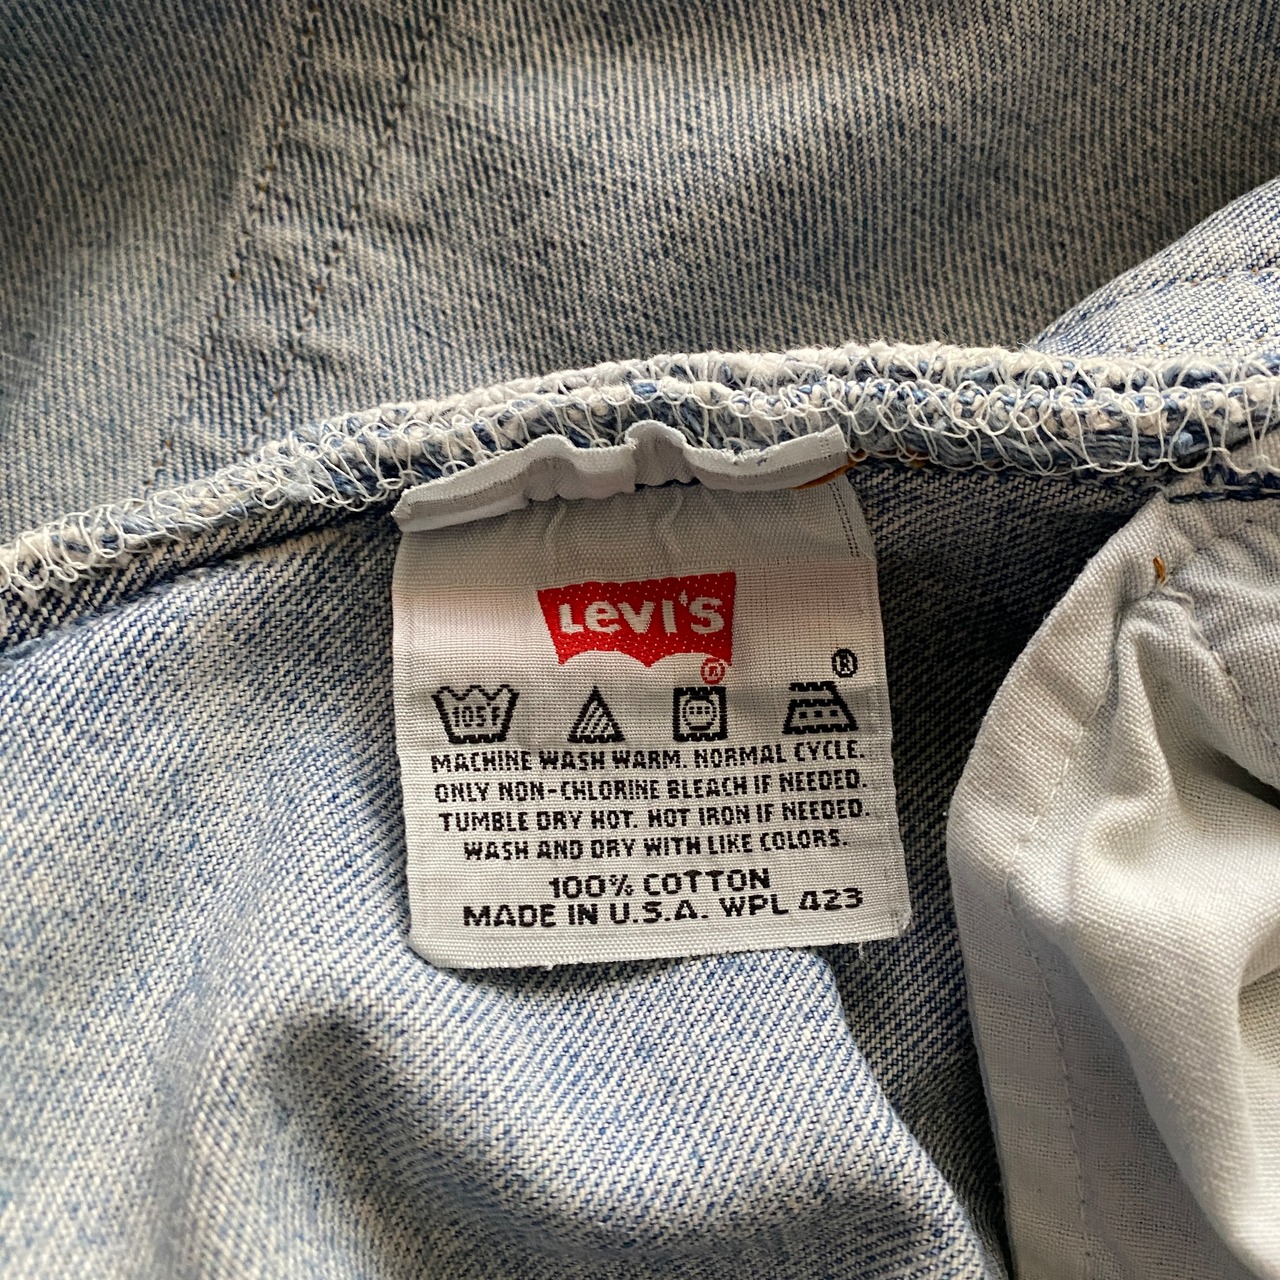 LEVI'S
®
®
105F
MACHINE WASH WARM. NORMAL CYCLE.
ONLY NON-CHLORINE BLEACH IF NEEDED.
TUMBLE DRY HOT. HOT IRON IF NEEDED.
WASH AND DRY WITH LIKE COLORS.
100% COTTON
MADE IN U.S.A. WPL 423